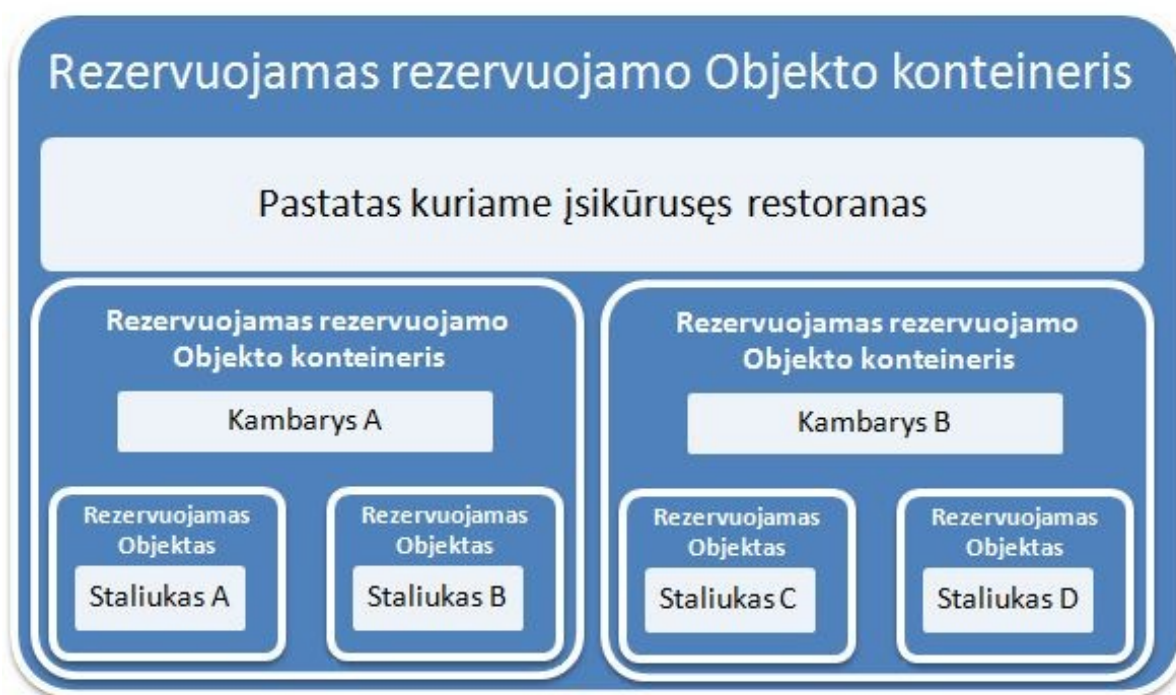 Rezervuojamas rezervuojamo Objekto konteineris
Pastatas kuriame įsikūrusęs restoranas
Rezervuojamas rezervuojamo
Objekto konteineris
Kambarys A
Rezervuojamas
Objektas
Staliukas A
Rezervuojamas
Objektas
Staliukas B
Rezervuojamas rezervuojamo
Objekto konteineris
Kambarys B
Rezervuojamas
Objektas
Staliukas C
Rezervuojamas
Objektas
Staliukas D